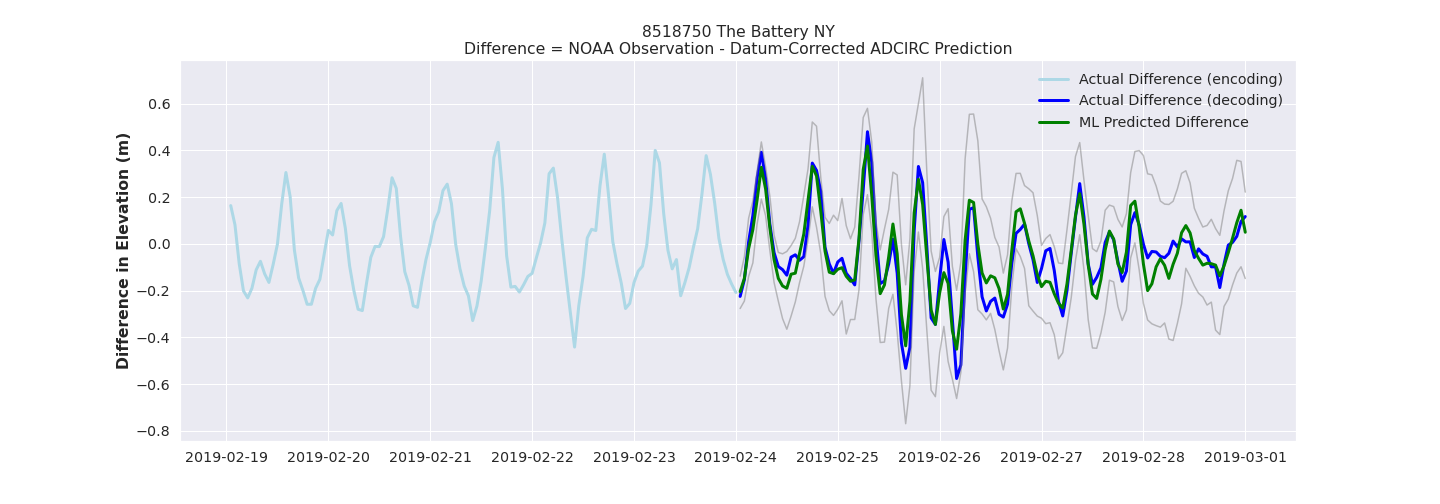 8518750 The Battery NY
Difference = NOAA Observation - Datum-Corrected ADCIRC Prediction
Difference in Elevation (m)
0.6
0.4
0.2
0.0
−0.2
−0.4
−0.6
−0.8
Actual Difference (encoding)
Actual Difference (decoding)
ML Predicted Difference
2019-02-19 2019-02-20 2019-02-21 2019-02-22 2019-02-23 2019-02-24 2019-02-25 2019-02-26 2019-02-27 2019-02-28 2019-03-01